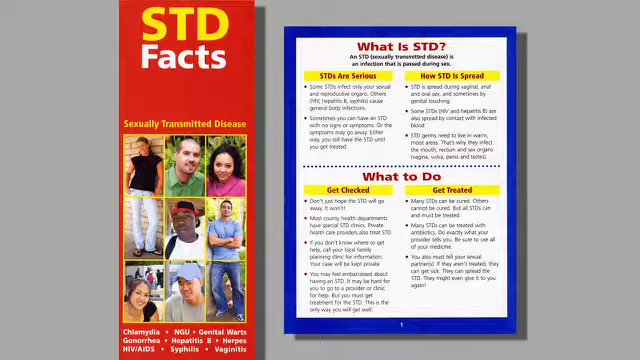 STD
Facts
Sexually Transmitted Disease
Chlamydia • NGU • Genital Warts
Gonorrhea • Hepatitis B • Herpes
HIV/AIDS • Syphilis • Vaginitis
What Is STD?
An STD (sexually transmitted disease) is
an infection that is passed during sex.
STDs Are Serious
• Some STDs infect only your sexual
and reproductive organs. Others
(HIV, hepatitis B, syphilis) cause
general body infections.
• Sometimes you can have an STD
with no signs or symptoms. Or the
symptoms may go away. Either
way, you still have the STD until
you get treated.
How STD Is Spread
• STD is spread during vaginal, anal
and oral sex, and sometimes by
genital touching.
• Some STDs (HIV and hepatitis B) are
also spread by contact with infected
blood.
• STD germs need to live in warm,
moist areas. That's why they infect
the mouth, rectum and sex organs
(vagina, vulva, penis and testes).
What to Do
Get Checked
• Don't just hope the STD will go
away. It won't!
• Most county health departments
have special STD clinics. Private
health care providers also treat STD.
• If you don't know where to get
help, call your local family
planning clinic for information.
Your case will be kept private.
• You may feel embarrassed about
having an STD. It may be hard for
you to go to a provider or clinic
for help. But you must get
treatment for the STD. This is the
only way you will get well.
Get Treated
• Many STDs can be cured. Others
cannot be cured. But all STDs can
and must be treated.
• Many STDs can be treated with
antibiotics. Do exactly what your
provider tells you. Be sure to use all
of your medicine.
• You also must tell your sexual
partner(s). If they aren't treated, they
can get sick. They can spread the
STD. They might even give it to you
again!
1